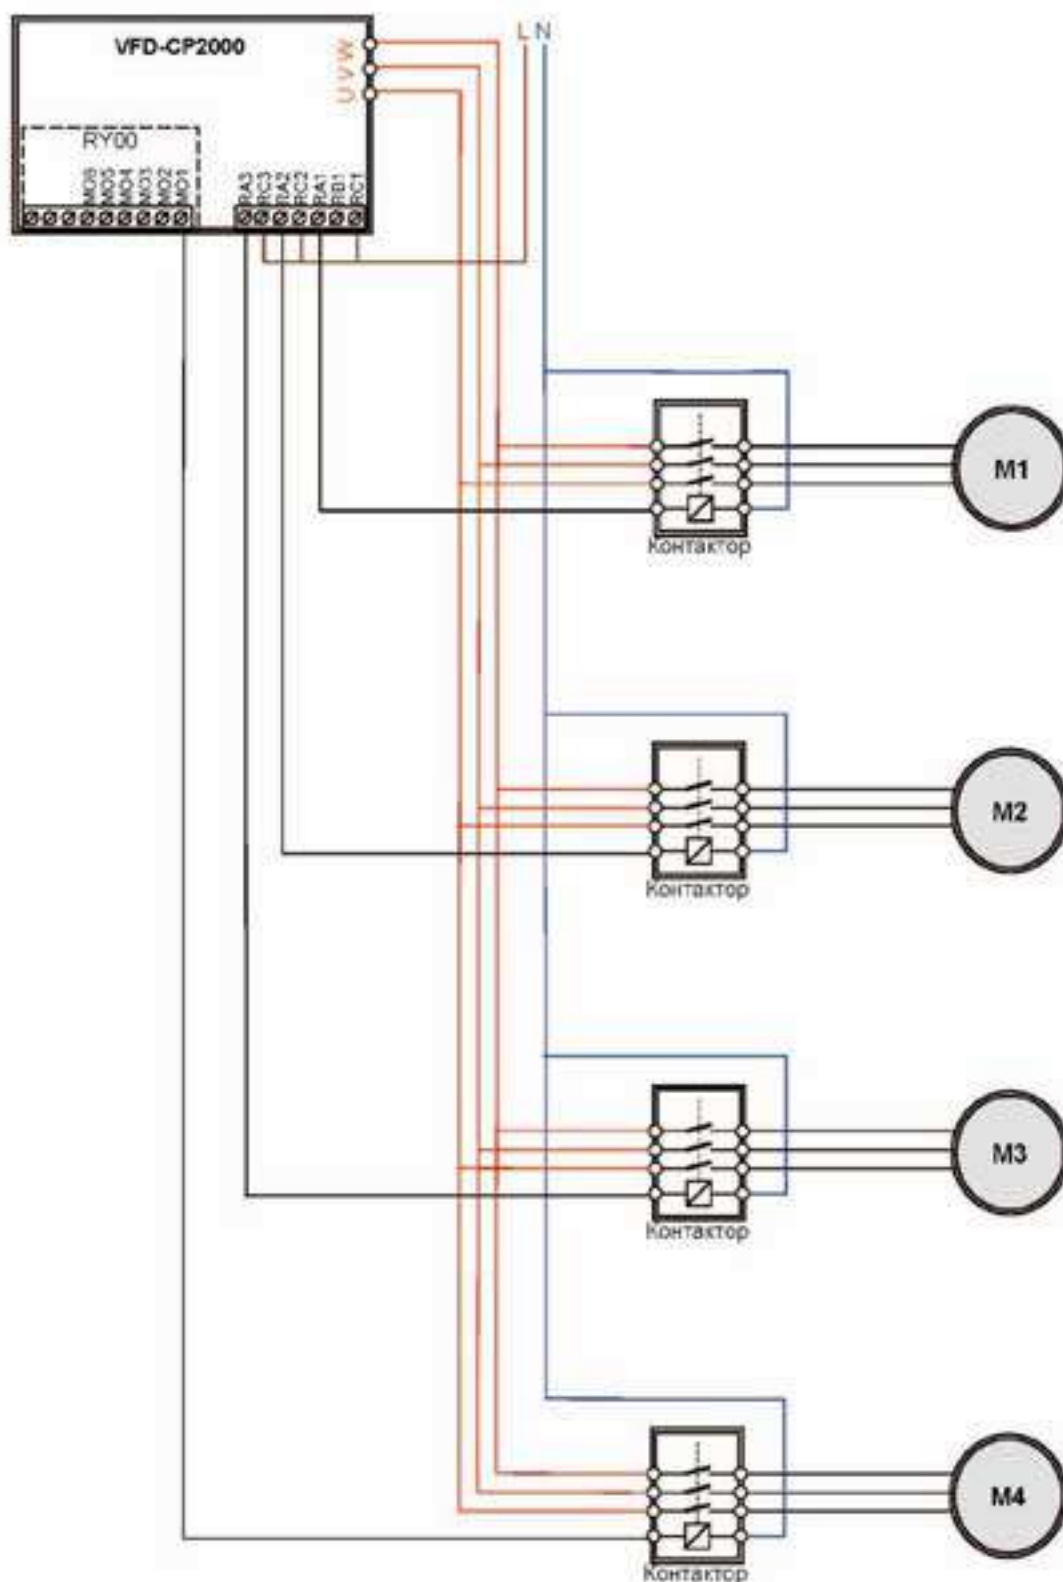 VFD-CP2000
L N
W
V
U
RY00
MO6
MO5
MO4
MO3
MO2
MO1
RA3
RC3
RA2
RC2
RA1
RB1
RC1
M1
Контактор
M2
Контактор
M3
Контактор
M4
Контактор